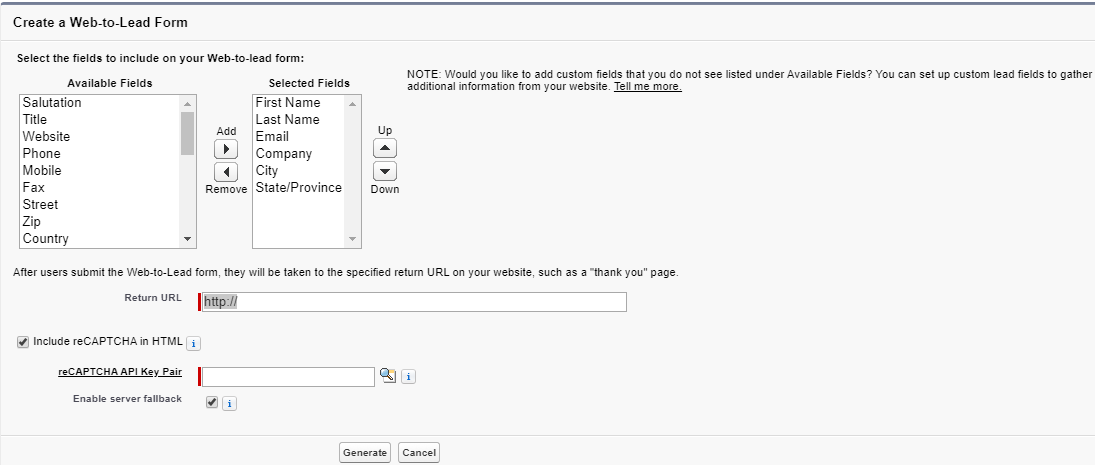 Create a Web-to-Lead Form
Select the fields to include on your Web-to-lead form:
NOTE: Would you like to add custom fields that you do not see listed under Available Fields? You can set up custom lead fields to gather
additional information from your website. Tell me more.
Available Fields
Selected Fields
Salutation
Title
Website
Phone
Mobile
Fax
Street
Zip
Country
Add
Remove
First Name
Last Name
Email
Company
City
State/Province
Up
Down
After users submit the Web-to-Lead form, they will be taken to the specified return URL on your website, such as a "thank you" page.
Return URL
http://
Include reCAPTCHA in HTML
i
reCAPTCHA API Key Pair
i
Enable server fallback
i
Generate
Cancel